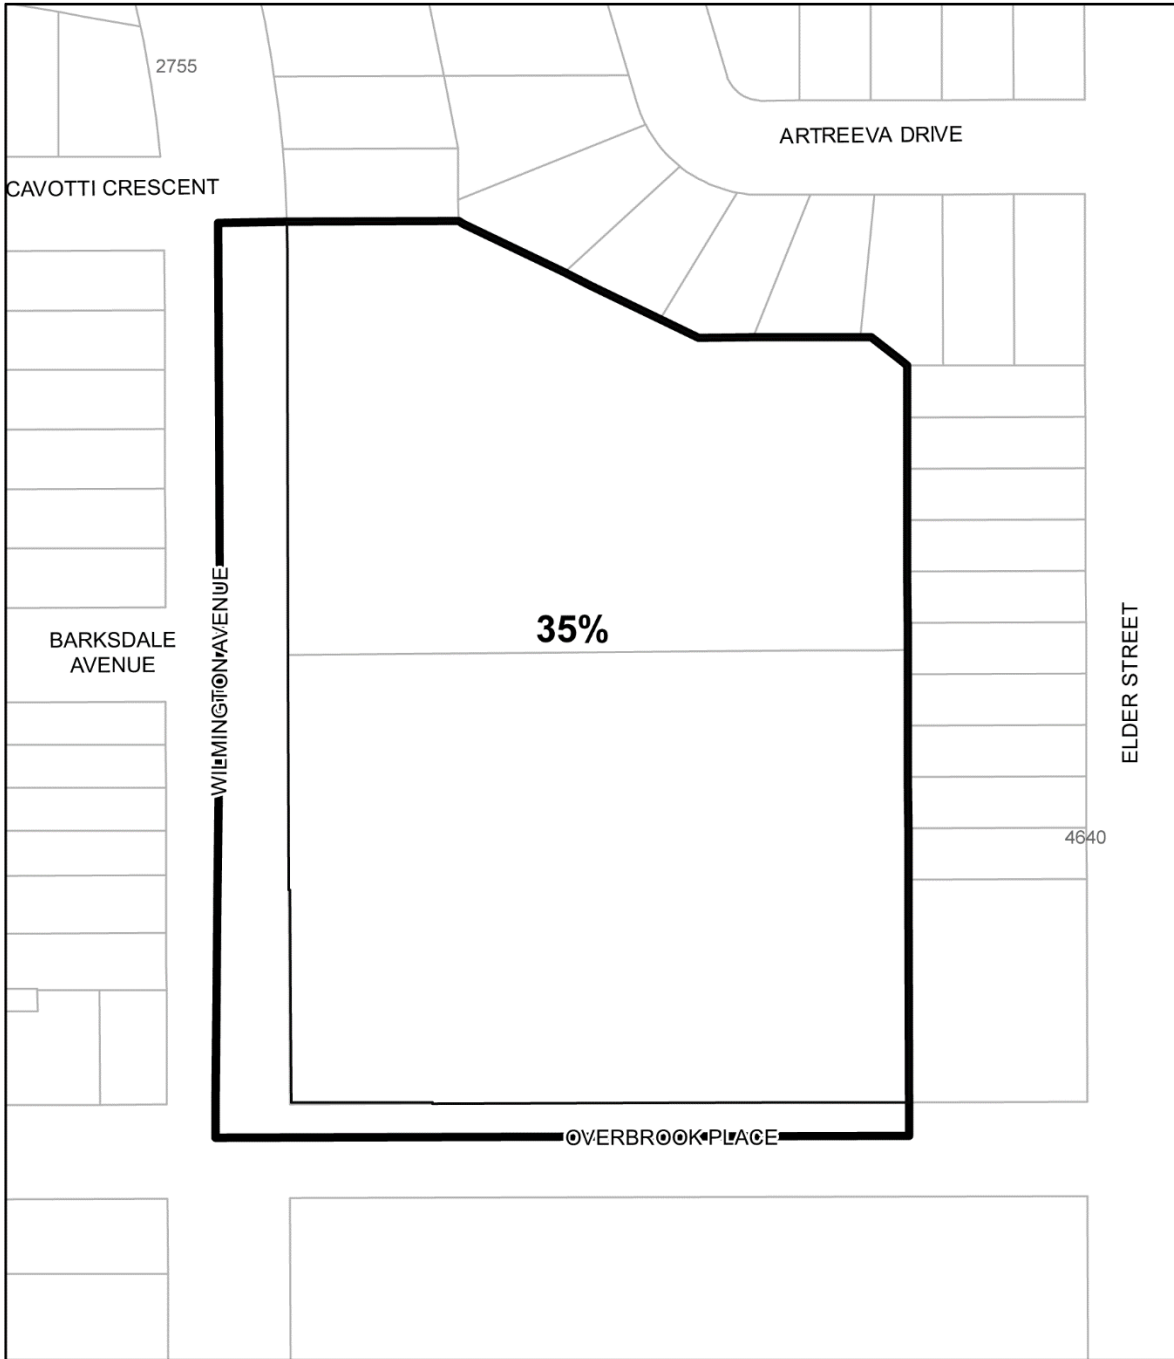 2755
ARTREEVA DRIVE
CAVOTTI CRESCENT
35%
WILMINGTON AVENUE
BARKSDALE
AVENUE
ELDER STREET
4640
OVERBROOK PLACE